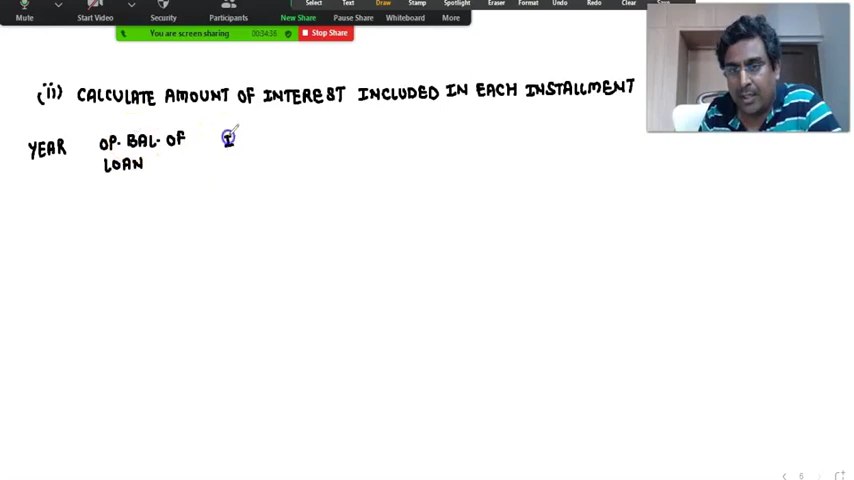 Select Text Draw Stamp Spotlight Eraser Format Undo Redo Clear
Mute Start Video Security Participants New Share Pause Share Whiteboard More
You are screen sharing 00:34:36 Stop Share
(ii) CALCULATE AMOUNT OF INTEREST INCLUDED IN EACH INSTALLMENT
YEAR OP. BAL. OF I
LOAN
6